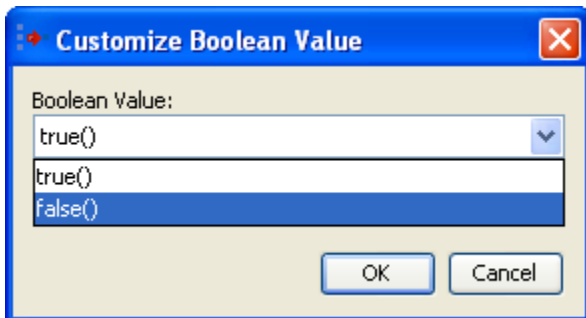 Customize Boolean Value
Boolean Value:
true()
true()
false()
OK Cancel